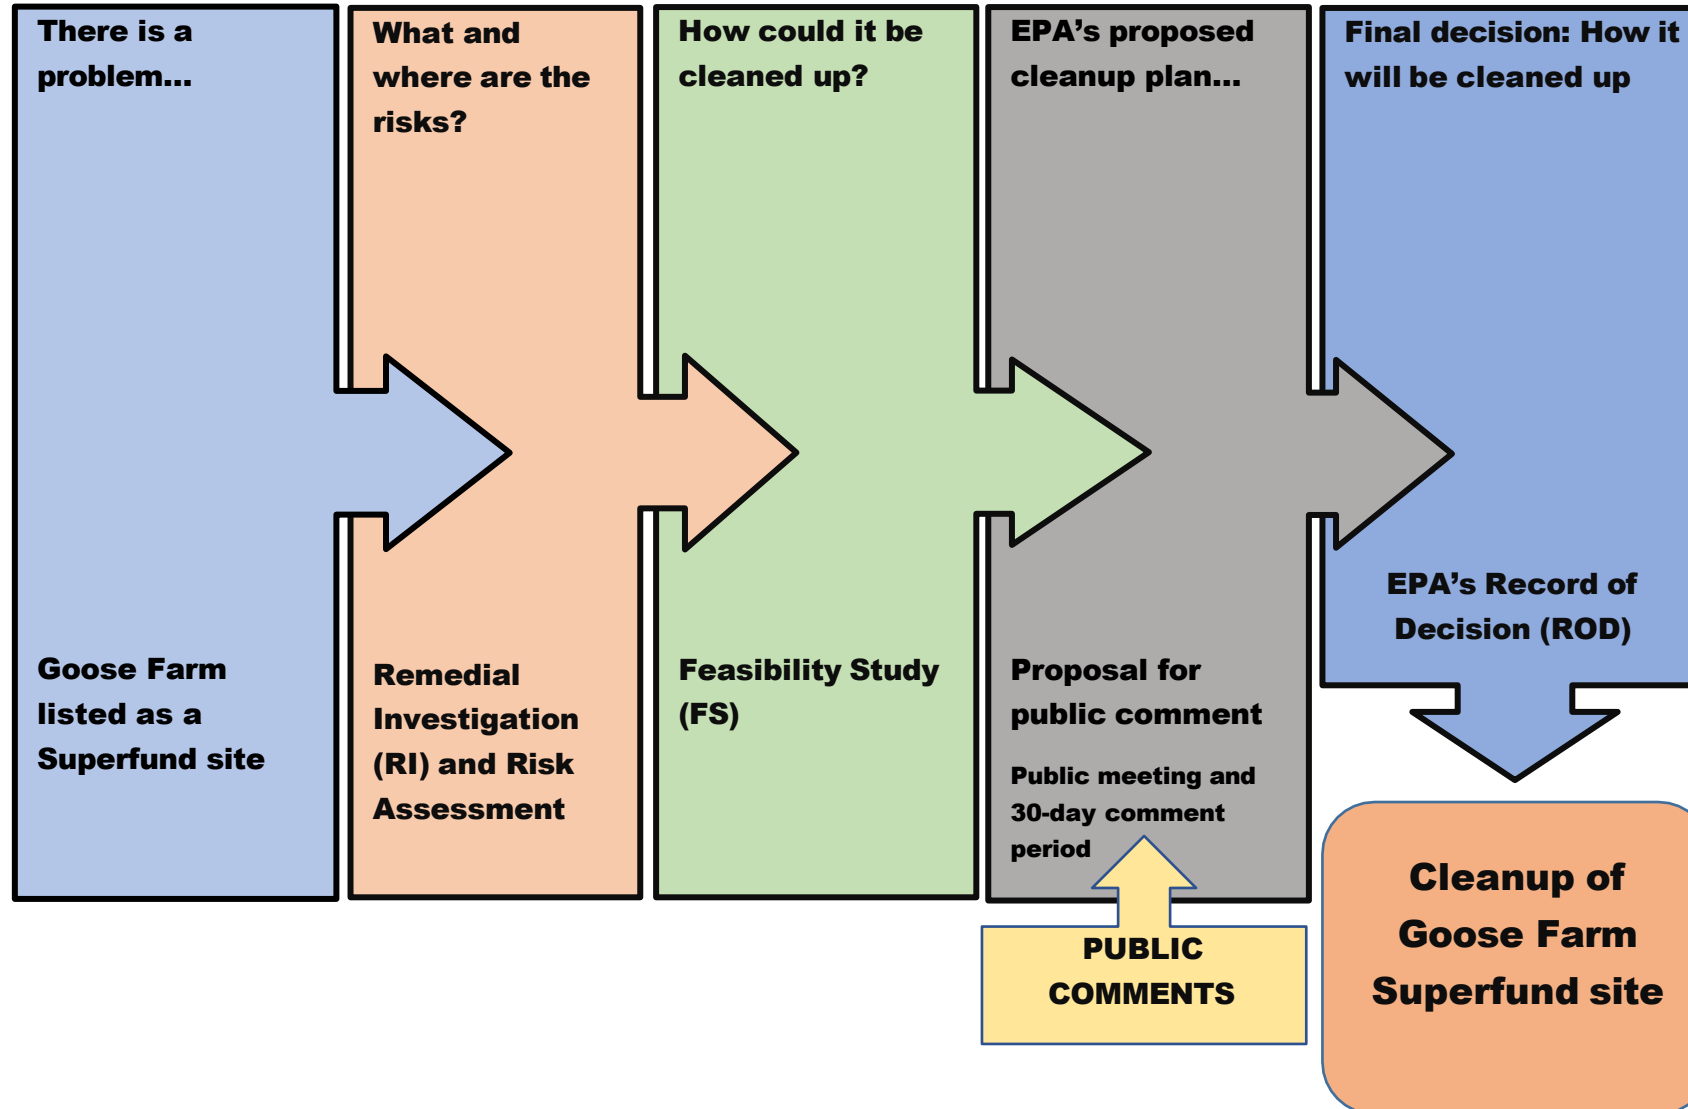 There is a
problem...
Goose Farm
listed as a
Superfund site
What and
where are the
risks?
Remedial
Investigation
(RI) and Risk
Assessment
How could it be
cleaned up?
Feasibility Study
(FS)
EPA’s proposed
cleanup plan...
Proposal for
public comment
Public meeting and
30-day comment
period
PUBLIC
COMMENTS
Final decision: How it
will be cleaned up
EPA’s Record of
Decision (ROD)
Cleanup of
Goose Farm
Superfund site